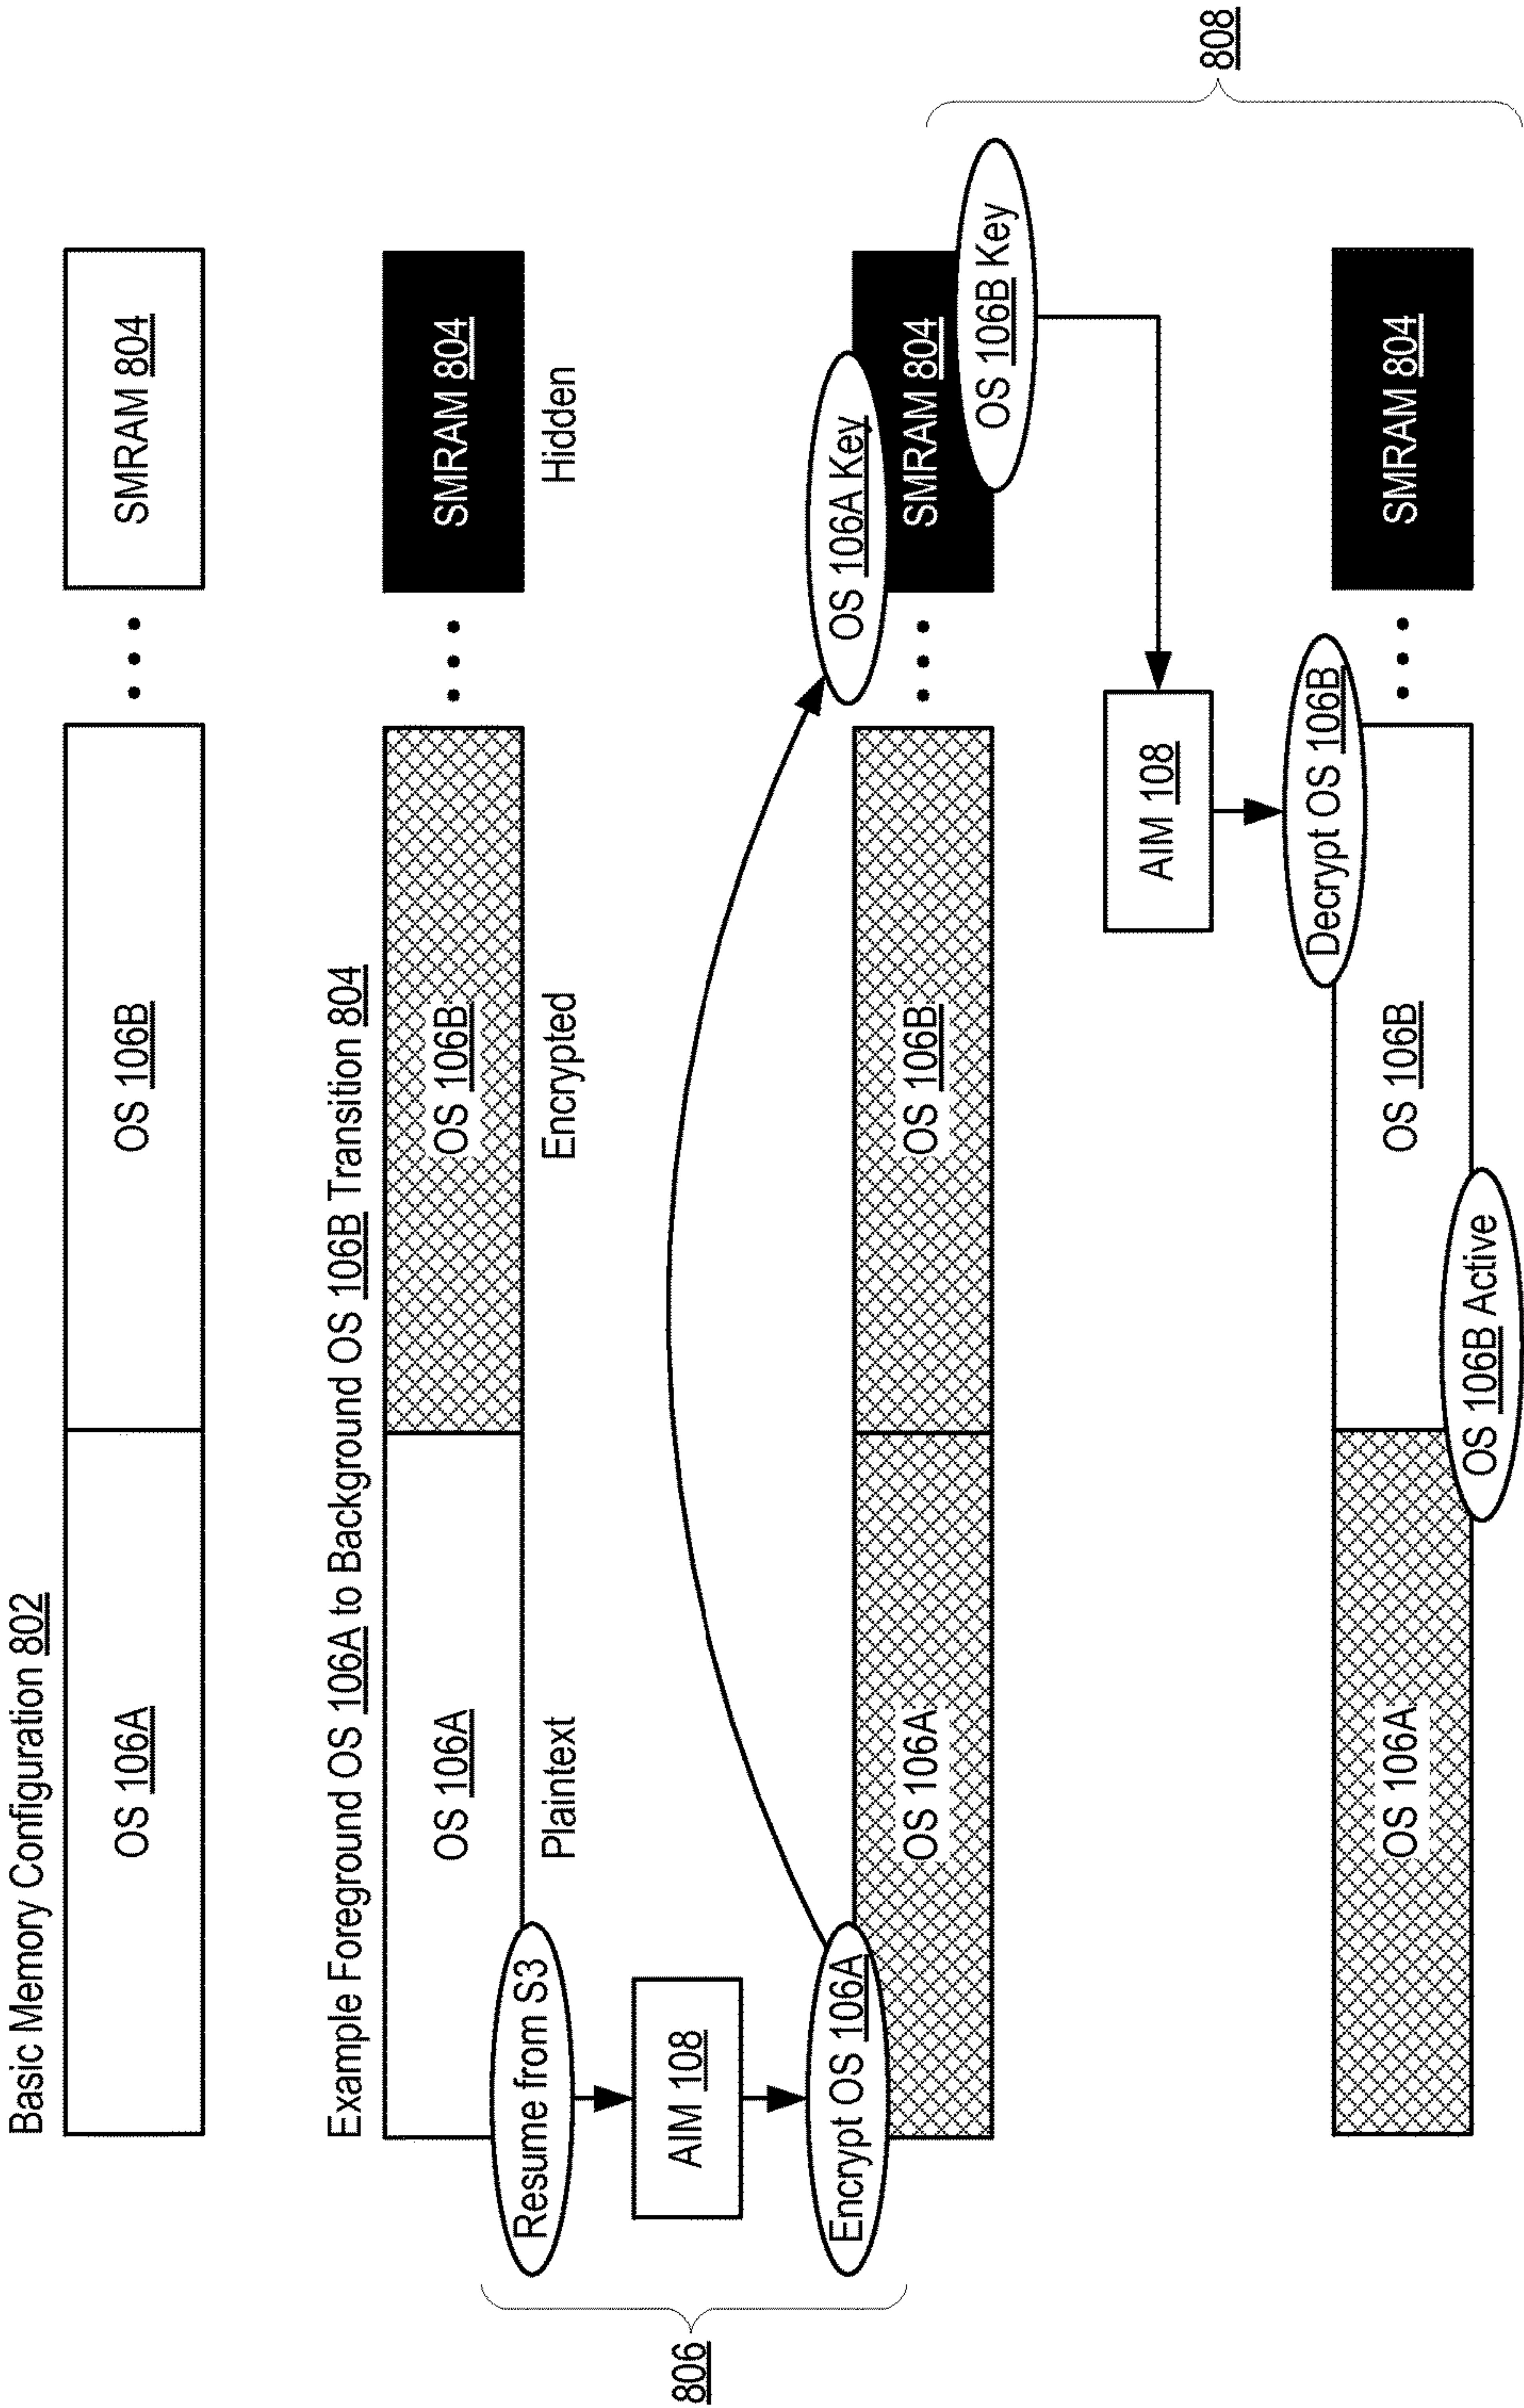 Basic Memory Configuration 802
OS 106A
OS 106B
SMRAM 804
Example Foreground OS 106A to Background OS 106B Transition 804
OS 106A
OS 106B
SMRAM 804
Plaintext
Encrypted
Hidden
Resume from S3
AIM 108
806
Encrypt OS 106A
OS 106A Key
OS 106A
OS 106B
SMRAM 804
OS 106B Key
AIM 108
808
Decrypt OS 106B
OS 106A
OS 106B
SMRAM 804
OS 106B Active